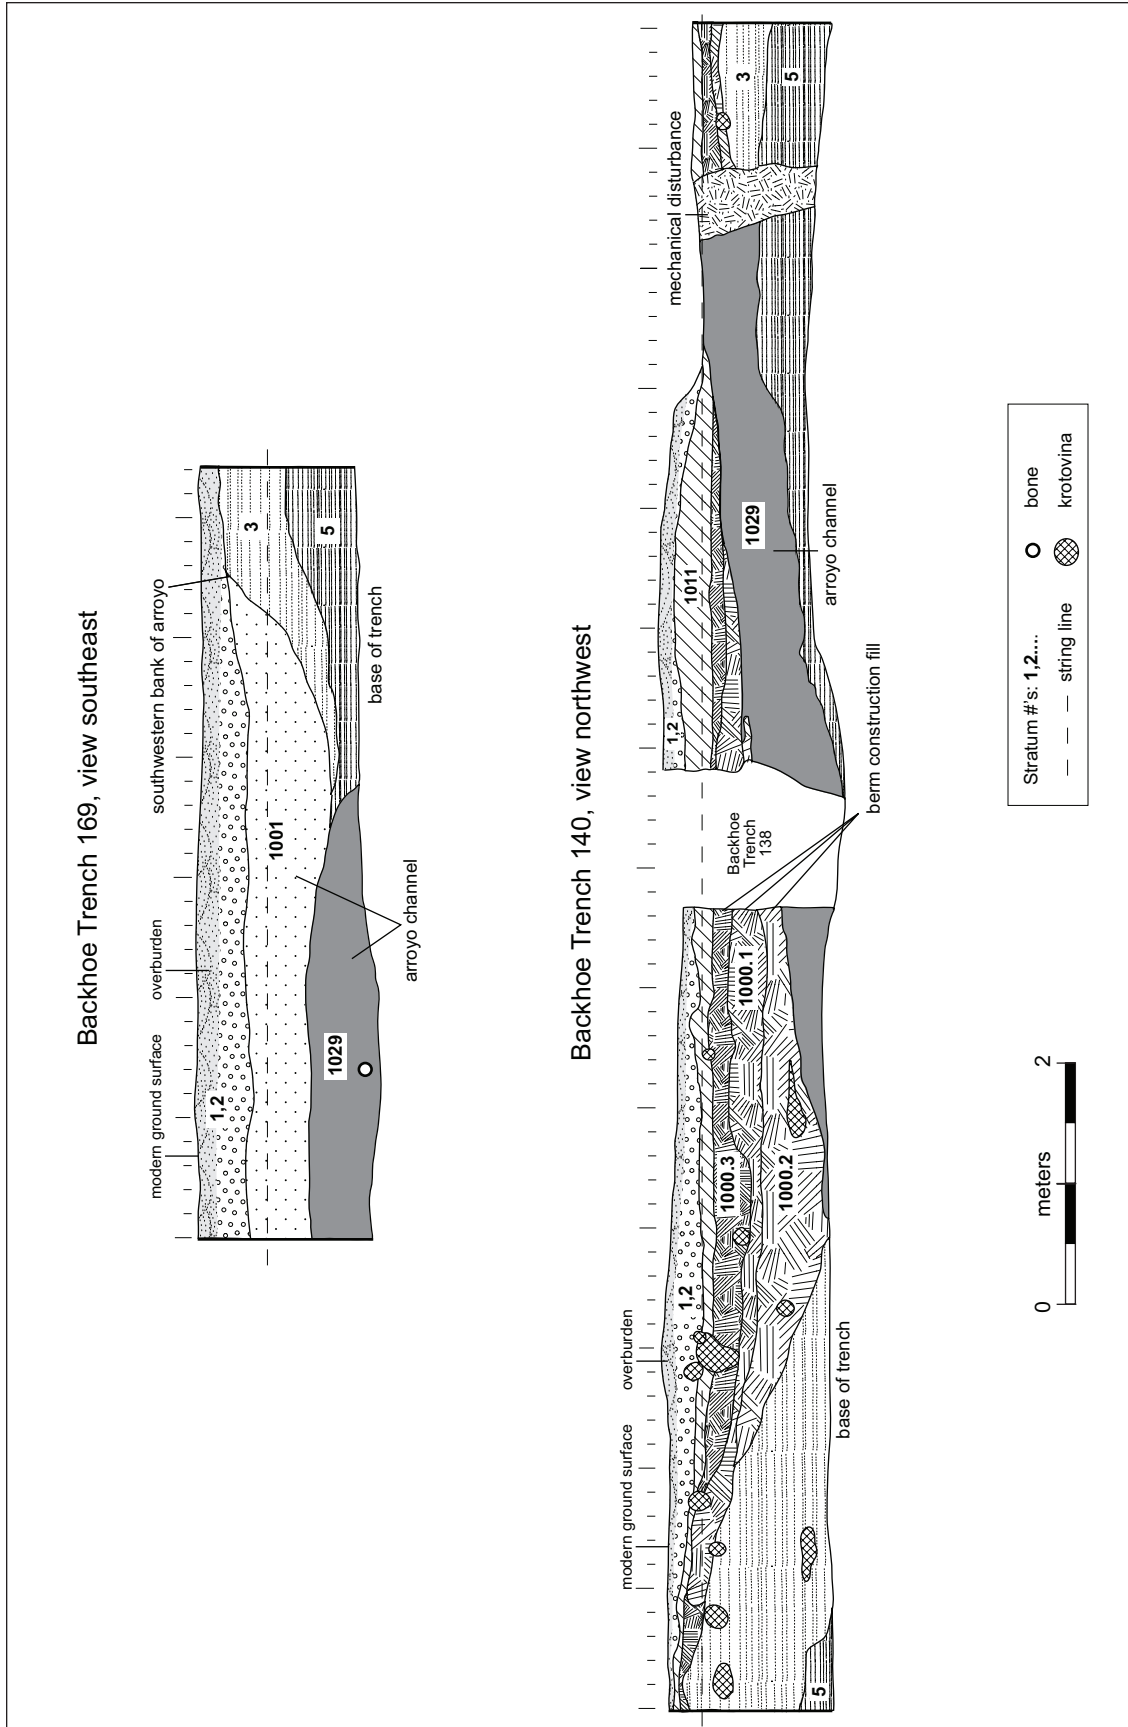 Backhoe Trench 169, view southeast
modern ground surface
overburden
southwestern bank of arroyo
1,2
1001
3
5
1029
arroyo channel
base of trench
Backhoe Trench 140, view northwest
modern ground surface
overburden
mechanical disturbance
1,2
1,2
1011
3
5
1000.3
1000.1
1000.2
Backhoe
Trench
138
1029
5
base of trench
berm construction fill
arroyo channel
0 meters 2
Stratum #'s: 1,2....
bone
string line
krotovina